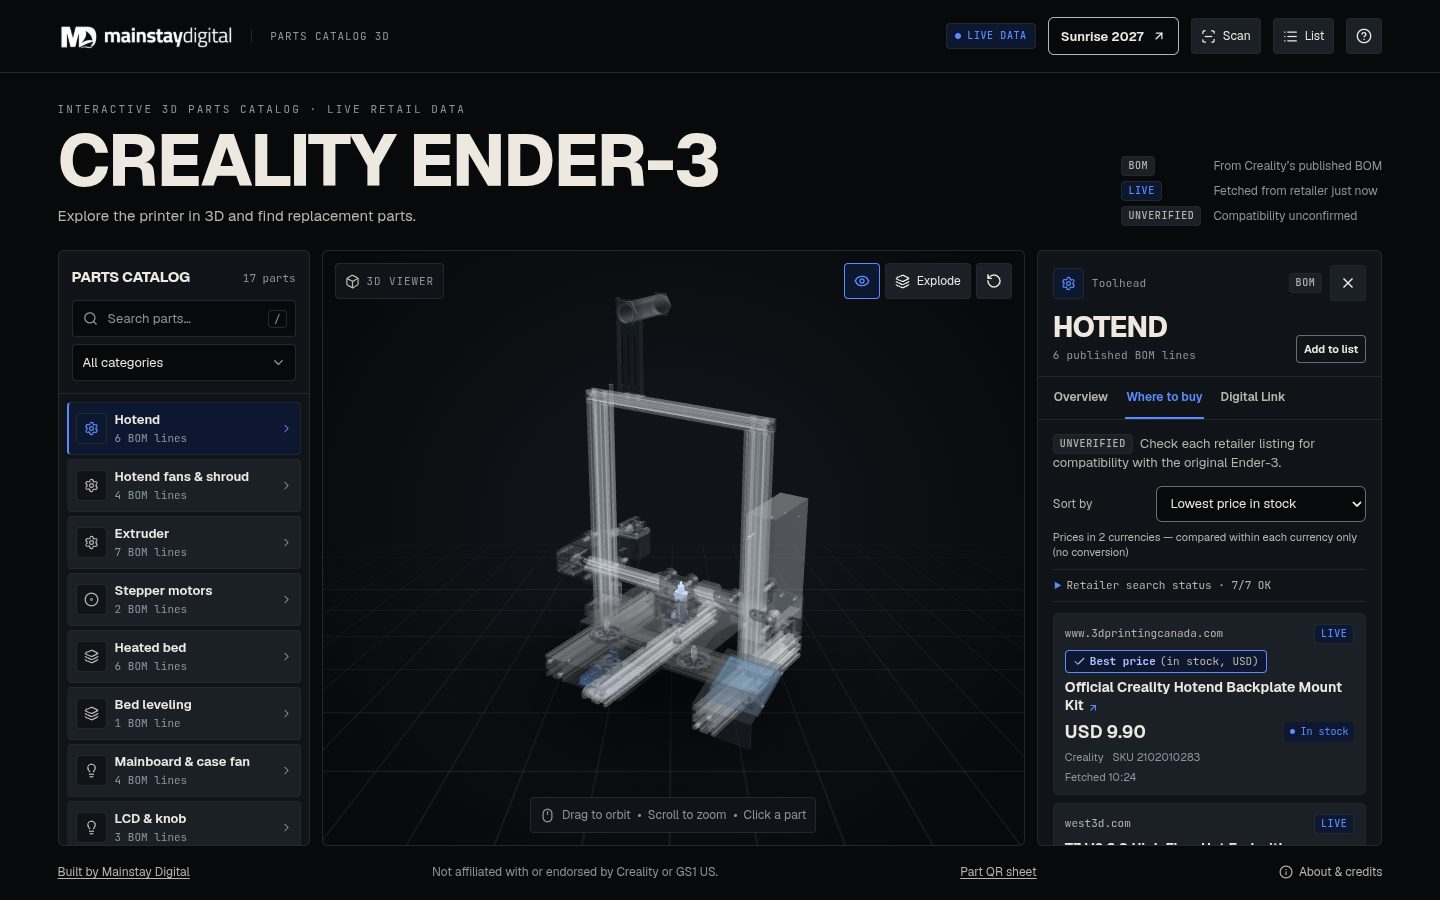 MD mainstaydigital
PARTS CATALOG 3D
LIVE DATA
Sunrise 2027
Scan
List
INTERACTIVE 3D PARTS CATALOG · LIVE RETAIL DATA
CREALITY ENDER-3
Explore the printer in 3D and find replacement parts.
BOM From Creality's published BOM
LIVE Fetched from retailer just now
UNVERIFIED Compatibility unconfirmed
PARTS CATALOG 17 parts
Search parts... /
All categories
Hotend
6 BOM lines
Hotend fans & shroud
4 BOM lines
Extruder
7 BOM lines
Stepper motors
2 BOM lines
Heated bed
6 BOM lines
Bed leveling
1 BOM line
Mainboard & case fan
4 BOM lines
LCD & knob
3 BOM lines
3D VIEWER
Explode
Drag to orbit • Scroll to zoom • Click a part
Toolhead BOM
HOTEND
6 published BOM lines
Add to list
Overview Where to buy Digital Link
UNVERIFIED Check each retailer listing for
compatibility with the original Ender-3.
Sort by Lowest price in stock
Prices in 2 currencies — compared within each currency only
(no conversion)
Retailer search status · 7/7 OK
www.3dprintingcanada.com LIVE
Best price (in stock, USD)
Official Creality Hotend Backplate Mount
Kit
USD 9.90 In stock
Creality SKU 2102010283
Fetched 10:24
west3d.com LIVE
Built by Mainstay Digital
Not affiliated with or endorsed by Creality or GS1 US.
Part QR sheet
About & credits